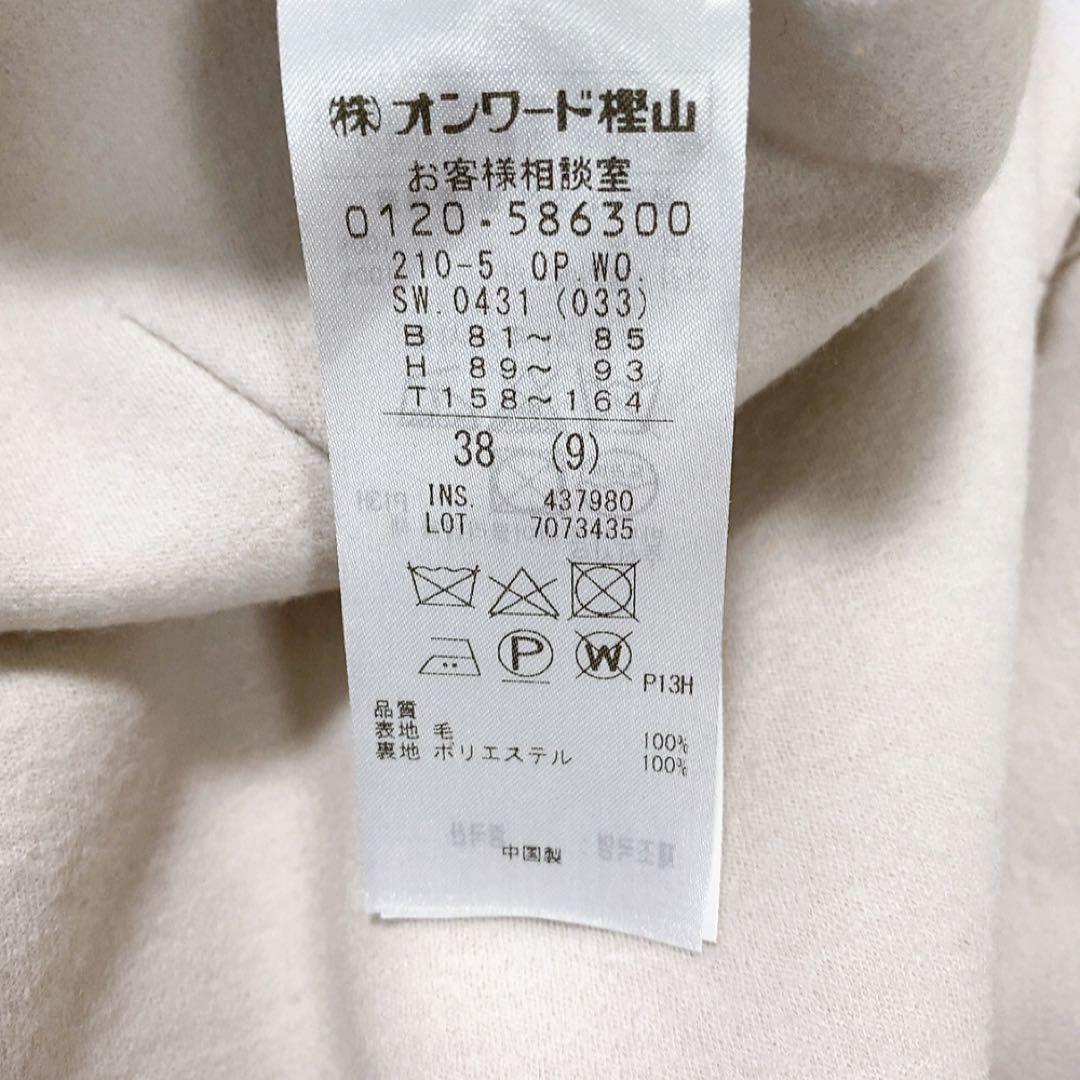 (株)オンワード樫山
お客様相談室
0120-586300
210-5 OP.WO.
SW.0431 (033)
B 81〜 85
H 89〜 93
T158〜164
38 (9)
INS. 437980
LOT 7073435
P
W
P13H
品質
表地 毛 100%
裏地 ポリエステル 100%
中国製